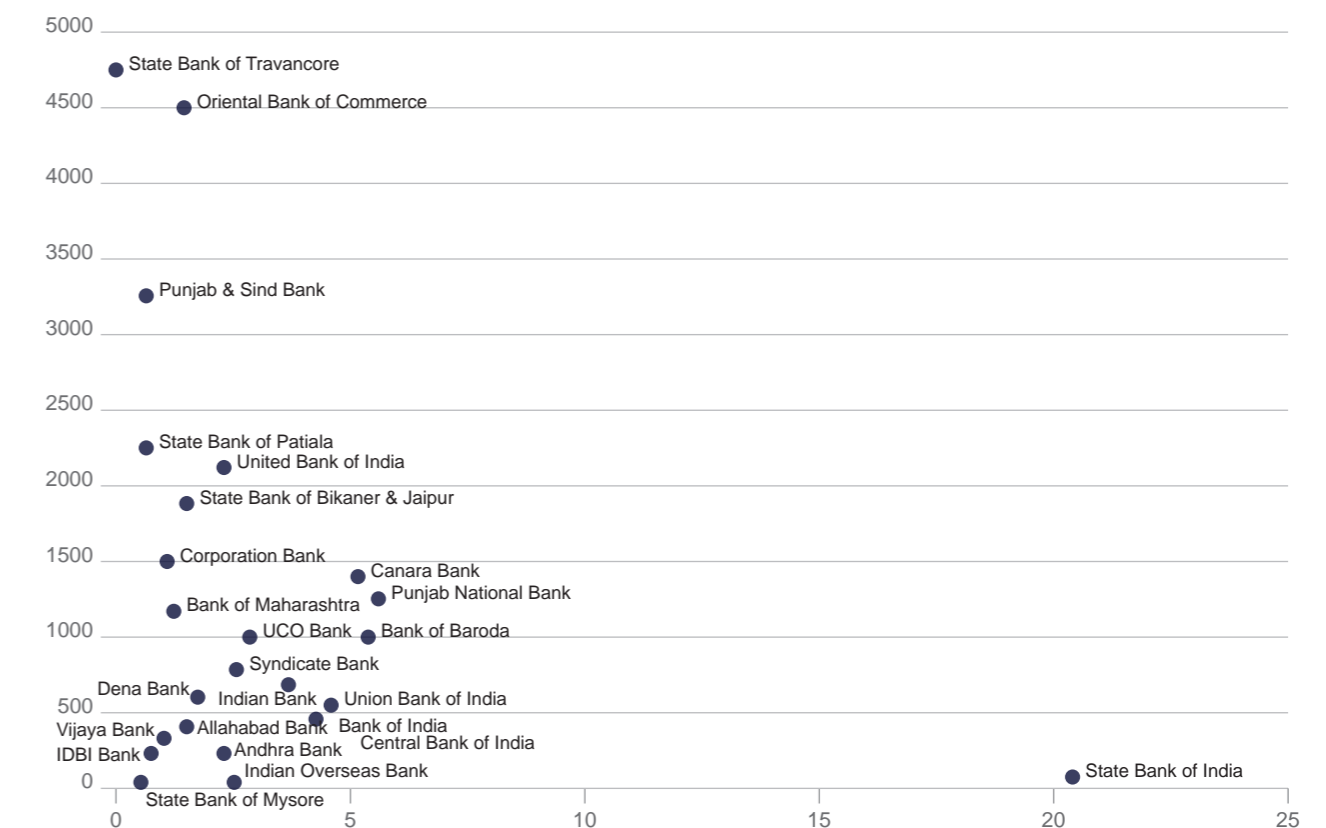 5000
State Bank of Travancore
4500
Oriental Bank of Commerce
4000
3500
Punjab & Sind Bank
3000
2500
State Bank of Patiala
United Bank of India
2000
State Bank of Bikaner & Jaipur
1500
Corporation Bank
Canara Bank
Punjab National Bank
Bank of Maharashtra
1000
UCO Bank
Bank of Baroda
Syndicate Bank
Dena Bank
Indian Bank
Union Bank of India
500
Vijaya Bank
Allahabad Bank
Bank of India
Central Bank of India
IDBI Bank
Andhra Bank
Indian Overseas Bank
State Bank of India
0
State Bank of Mysore
0 5 10 15 20 25